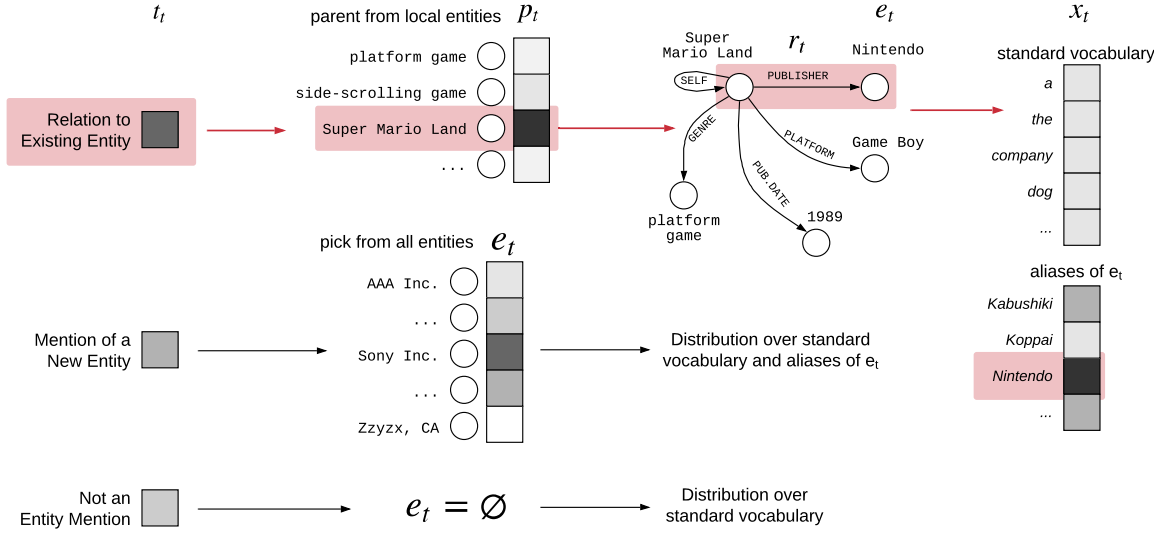 t_t
parent from local entities p_t
platform game
side-scrolling game
Super Mario Land
...
Relation to
Existing Entity
e_t
Super
Mario Land
r_t
Nintendo
SELF
PUBLISHER
GENRE
PLATFORM
PUB.DATE
Game Boy
platform
game
1989
x_t
standard vocabulary
a
the
company
dog
...
aliases of e_t
Kabushiki
Koppai
Nintendo
...
pick from all entities e_t
AAA Inc.
...
Sony Inc.
...
Zzyzx, CA
Mention of a
New Entity
Distribution over standard
vocabulary and aliases of e_t
Not an
Entity Mention
e_t = ∅
Distribution over
standard vocabulary